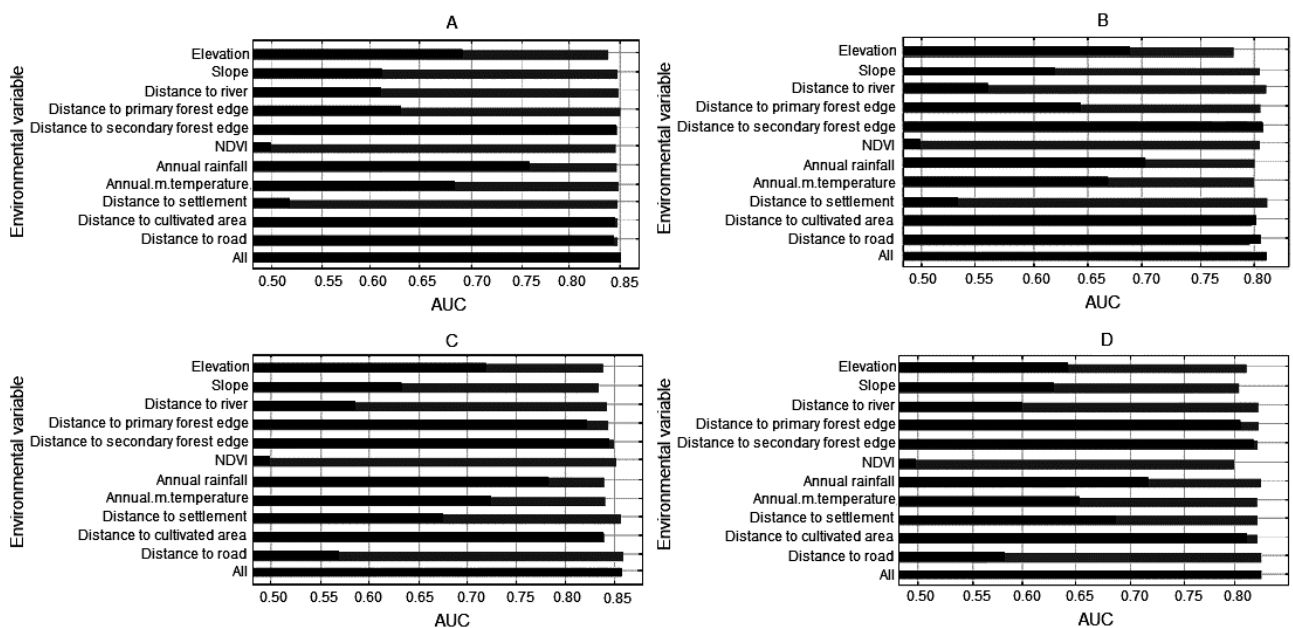 A
Environmental variable
Elevation
Slope
Distance to river
Distance to primary forest edge
Distance to secondary forest edge
NDVI
Annual rainfall
Annual.m.temperature
Distance to settlement
Distance to cultivated area
Distance to road
All
0.50 0.55 0.60 0.65 0.70 0.75 0.80 0.85
AUC
B
Environmental variable
Elevation
Slope
Distance to river
Distance to primary forest edge
Distance to secondary forest edge
NDVI
Annual rainfall
Annual.m.temperature
Distance to settlement
Distance to cultivated area
Distance to road
All
0.50 0.55 0.60 0.65 0.70 0.75 0.80
AUC
C
Environmental variable
Elevation
Slope
Distance to river
Distance to primary forest edge
Distance to secondary forest edge
NDVI
Annual rainfall
Annual.m.temperature
Distance to settlement
Distance to cultivated area
Distance to road
All
0.50 0.55 0.60 0.65 0.70 0.75 0.80 0.85
AUC
D
Environmental variable
Elevation
Slope
Distance to river
Distance to primary forest edge
Distance to secondary forest edge
NDVI
Annual rainfall
Annual.m.temperature
Distance to settlement
Distance to cultivated area
Distance to road
All
0.50 0.55 0.60 0.65 0.70 0.75 0.80
AUC